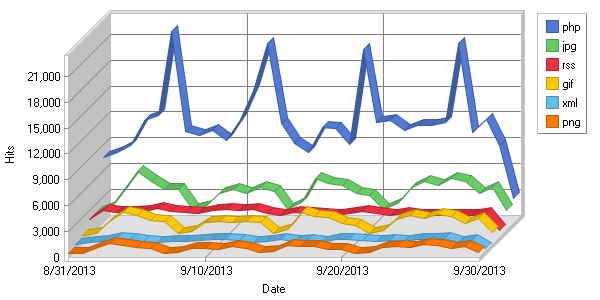 php
jpg
rss
gif
xml
png
21,000
18,000
15,000
12,000
9,000
6,000
3,000
0
Hits
8/31/2013 9/10/2013 9/20/2013 9/30/2013
Date